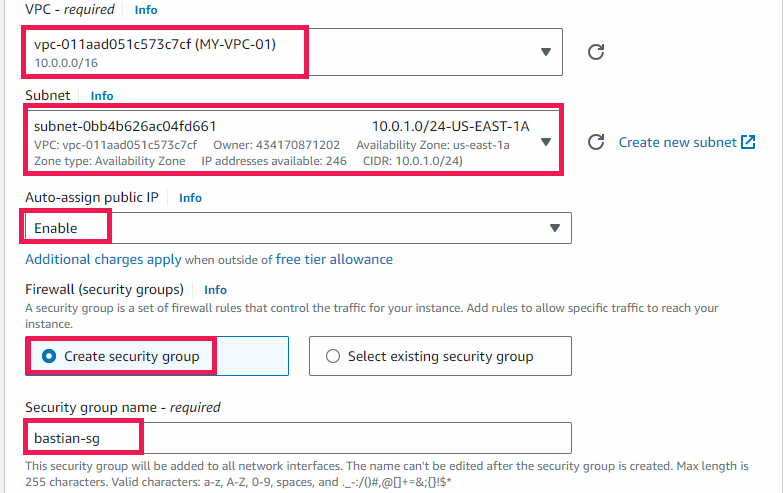 VPC - required Info
vpc-011aad051c573c7cf (MY-VPC-01)
10.0.0.0/16
Subnet Info
subnet-0bb4b626ac04fd661 10.0.1.0/24-US-EAST-1A
VPC: vpc-011aad051c573c7cf Owner: 434170871202 Availability Zone: us-east-1a
Zone type: Availability Zone IP addresses available: 246 CIDR: 10.0.1.0/24)
Create new subnet
Auto-assign public IP Info
Enable
Additional charges apply when outside of free tier allowance
Firewall (security groups) Info
A security group is a set of firewall rules that control the traffic for your instance. Add rules to allow specific traffic to reach your
instance.
Create security group Select existing security group
Security group name - required
bastian-sg
This security group will be added to all network interfaces. The name can't be edited after the security group is created. Max length is
255 characters. Valid characters: a-z, A-Z, 0-9, spaces, and ._-:/()#,@[]+=&;{}!$*